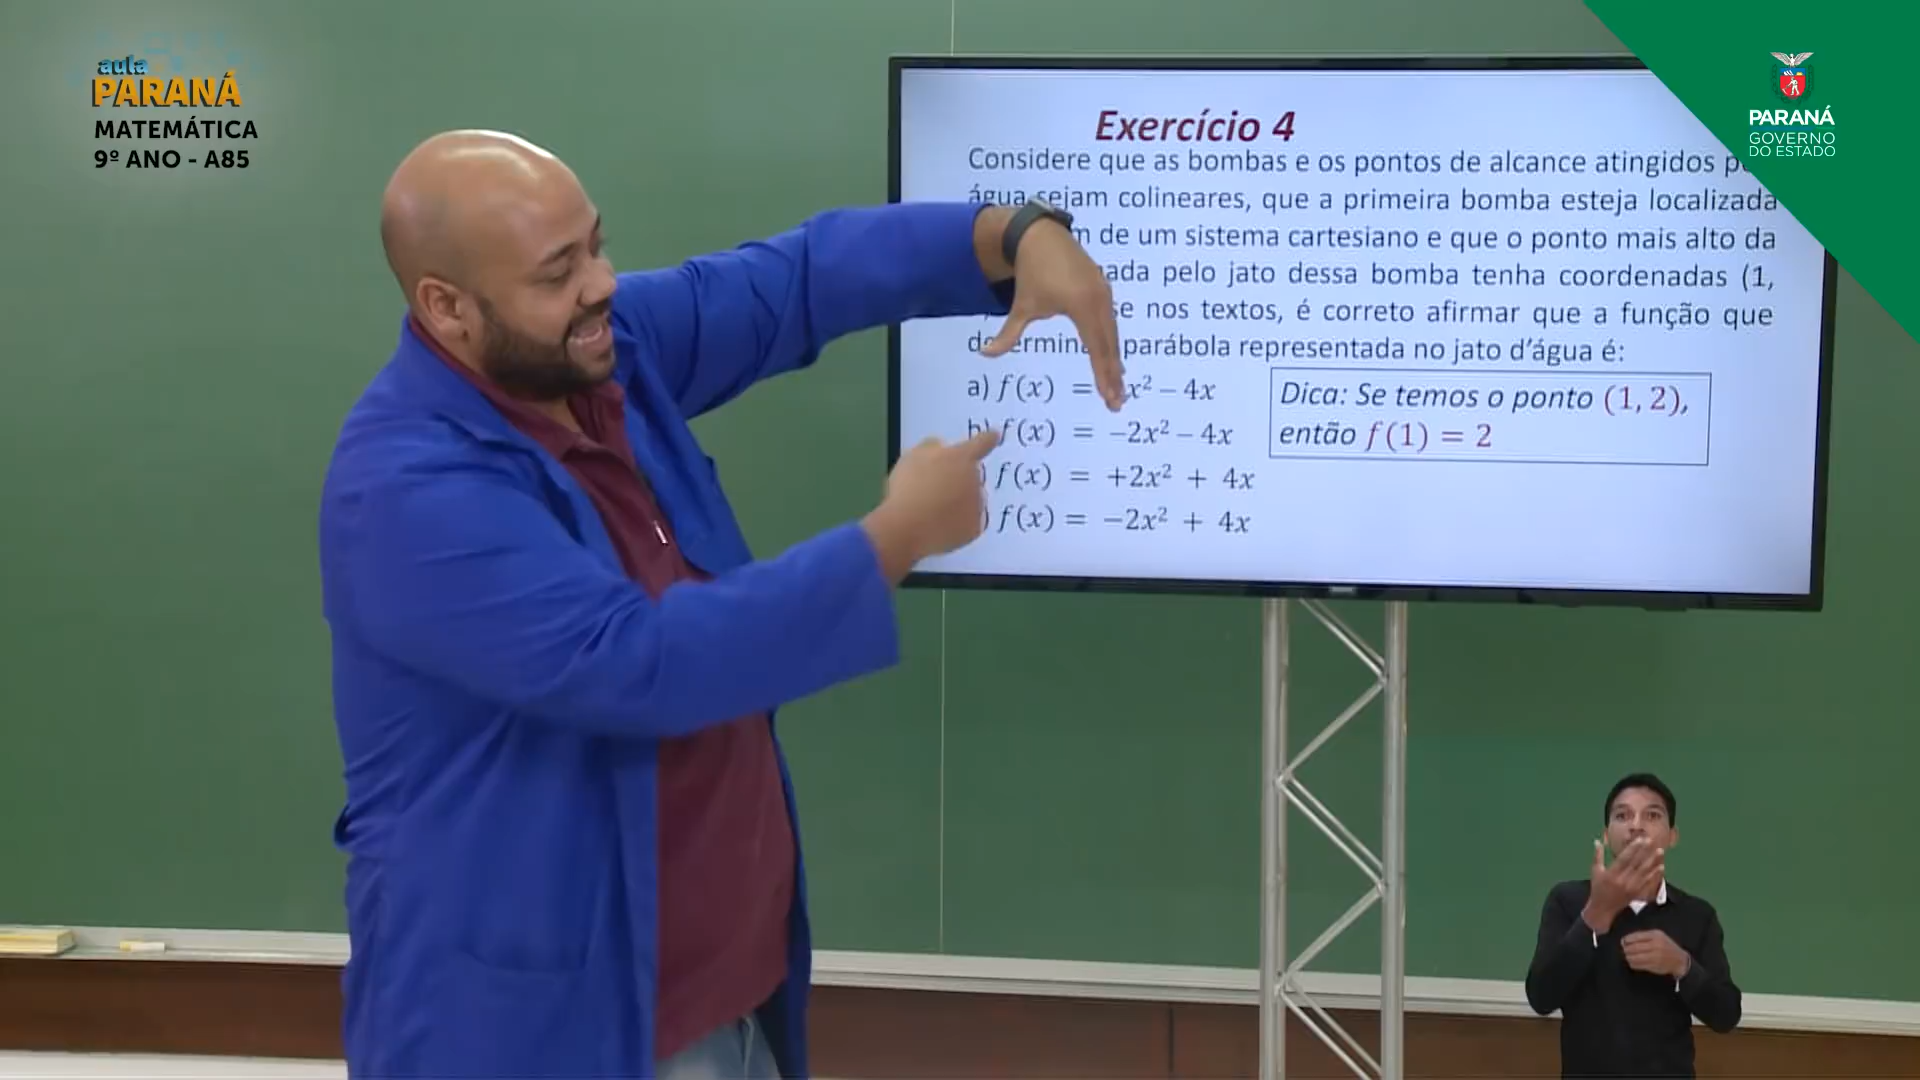 aula
PARANÁ
MATEMÁTICA
9º ANO - A85
PARANÁ
GOVERNO
DO ESTADO
Exercício 4
Considere que as bombas e os pontos de alcance atingidos
água sejam colineares, que a primeira bomba esteja localizada
de um sistema cartesiano e que o ponto mais alto da
pelo jato dessa bomba tenha coordenadas (1,
nos textos, é correto afirmar que a função que
parábola representada no jato d'água é:
a) f(x) = x² – 4x
b) f(x) = –2x² – 4x
f(x) = +2x² + 4x
f(x) = –2x² + 4x
Dica: Se temos o ponto (1, 2),
então f(1) = 2